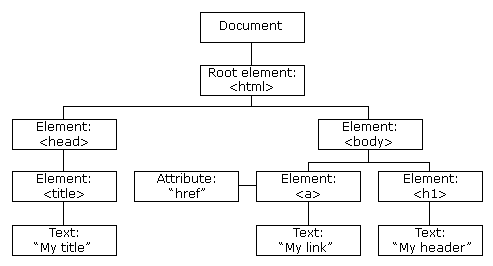 Document
Root element:
<html>
Element:
<head>
Element:
<body>
Element:
<title>
Attribute:
“href”
Element:
<a>
Element:
<h1>
Text:
“My title”
Text:
“My link”
Text:
“My header”